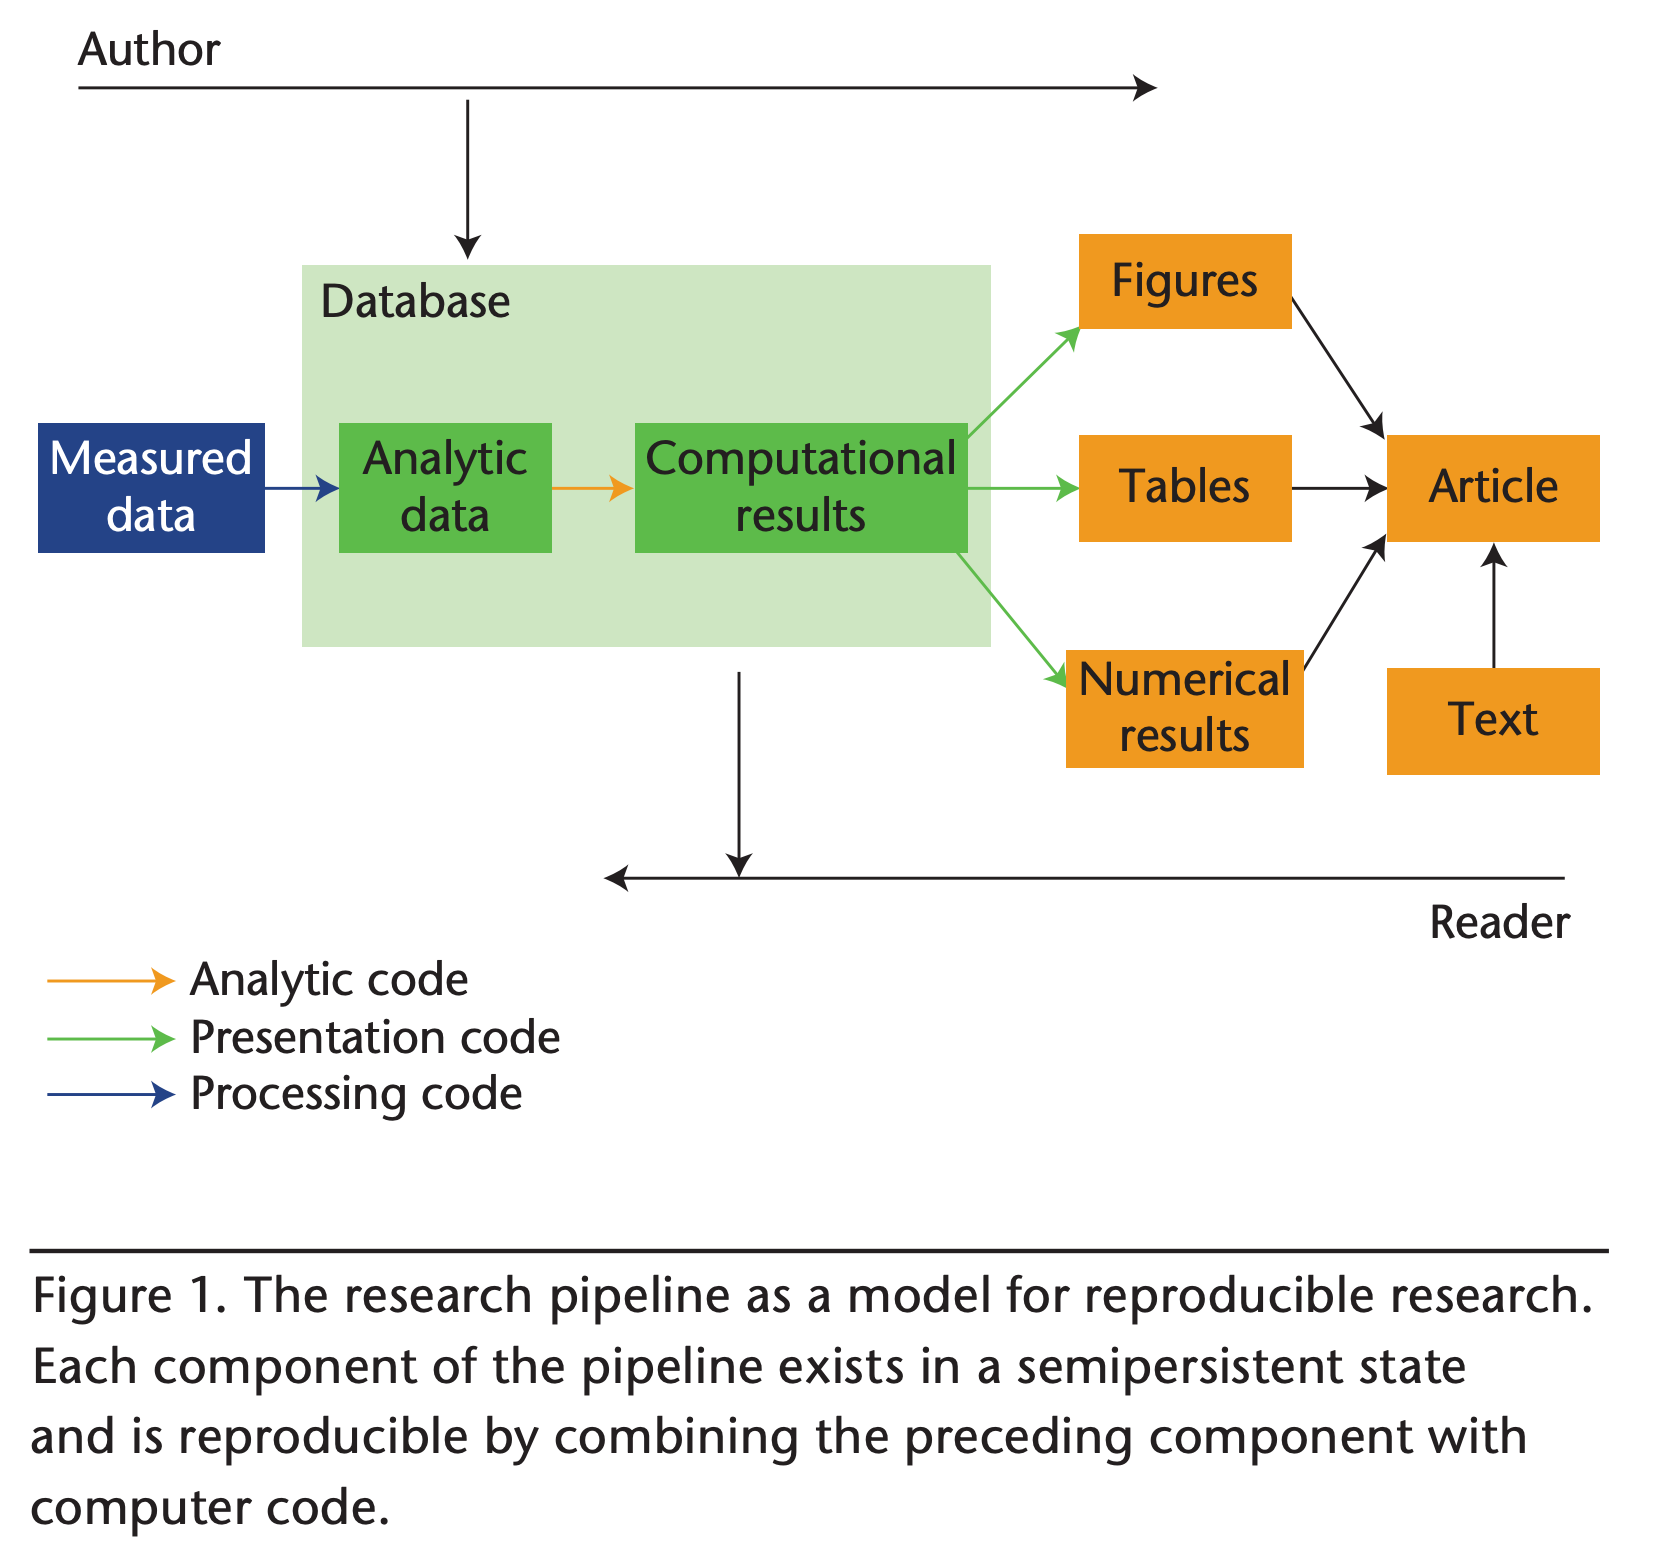 Author
Database
Figures
Measured
data
Analytic
data
Computational
results
Tables
Article
Numerical
results
Text
Reader
Analytic code
Presentation code
Processing code
Figure 1. The research pipeline as a model for reproducible research.
Each component of the pipeline exists in a semipersistent state
and is reproducible by combining the preceding component with
computer code.